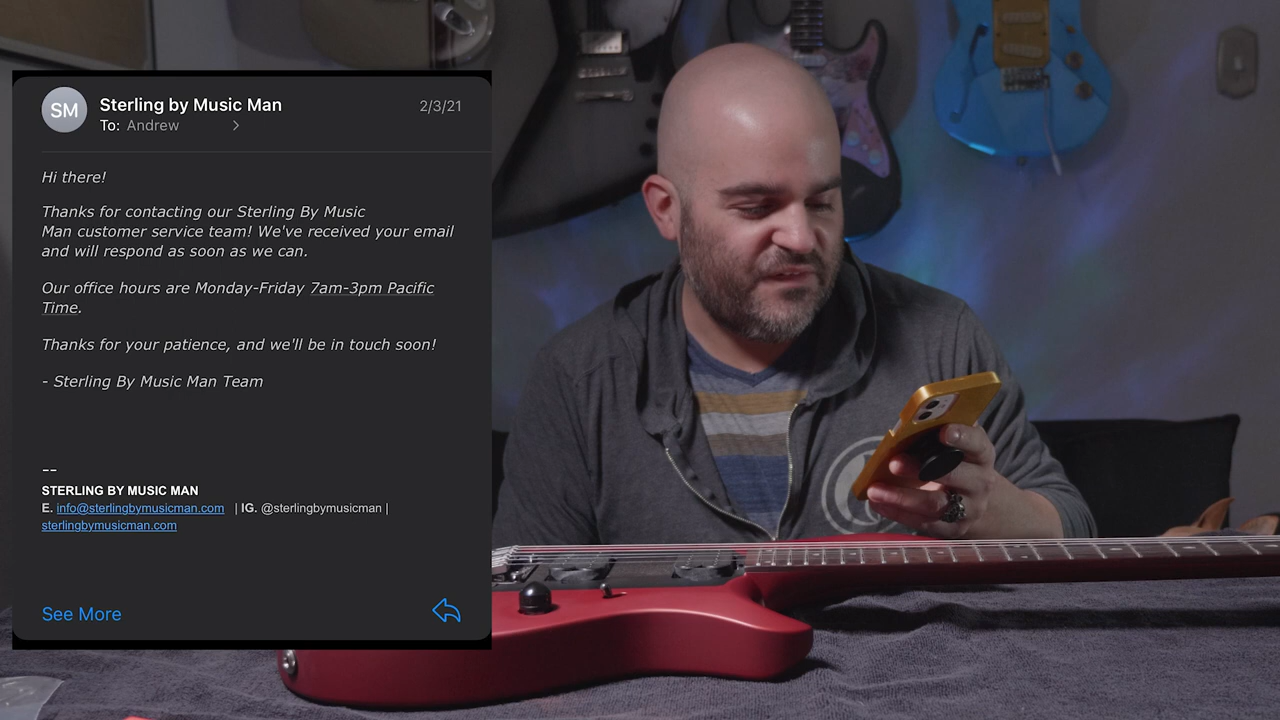 SM
Sterling by Music Man
2/3/21
To: Andrew
Hi there!
Thanks for contacting our Sterling By Music
Man customer service team! We've received your email
and will respond as soon as we can.
Our office hours are Monday-Friday 7am-3pm Pacific
Time.
Thanks for your patience, and we'll be in touch soon!
- Sterling By Music Man Team
--
STERLING BY MUSIC MAN
E. info@sterlingbymusicman.com | IG. @sterlingbymusicman |
sterlingbymusicman.com
See More